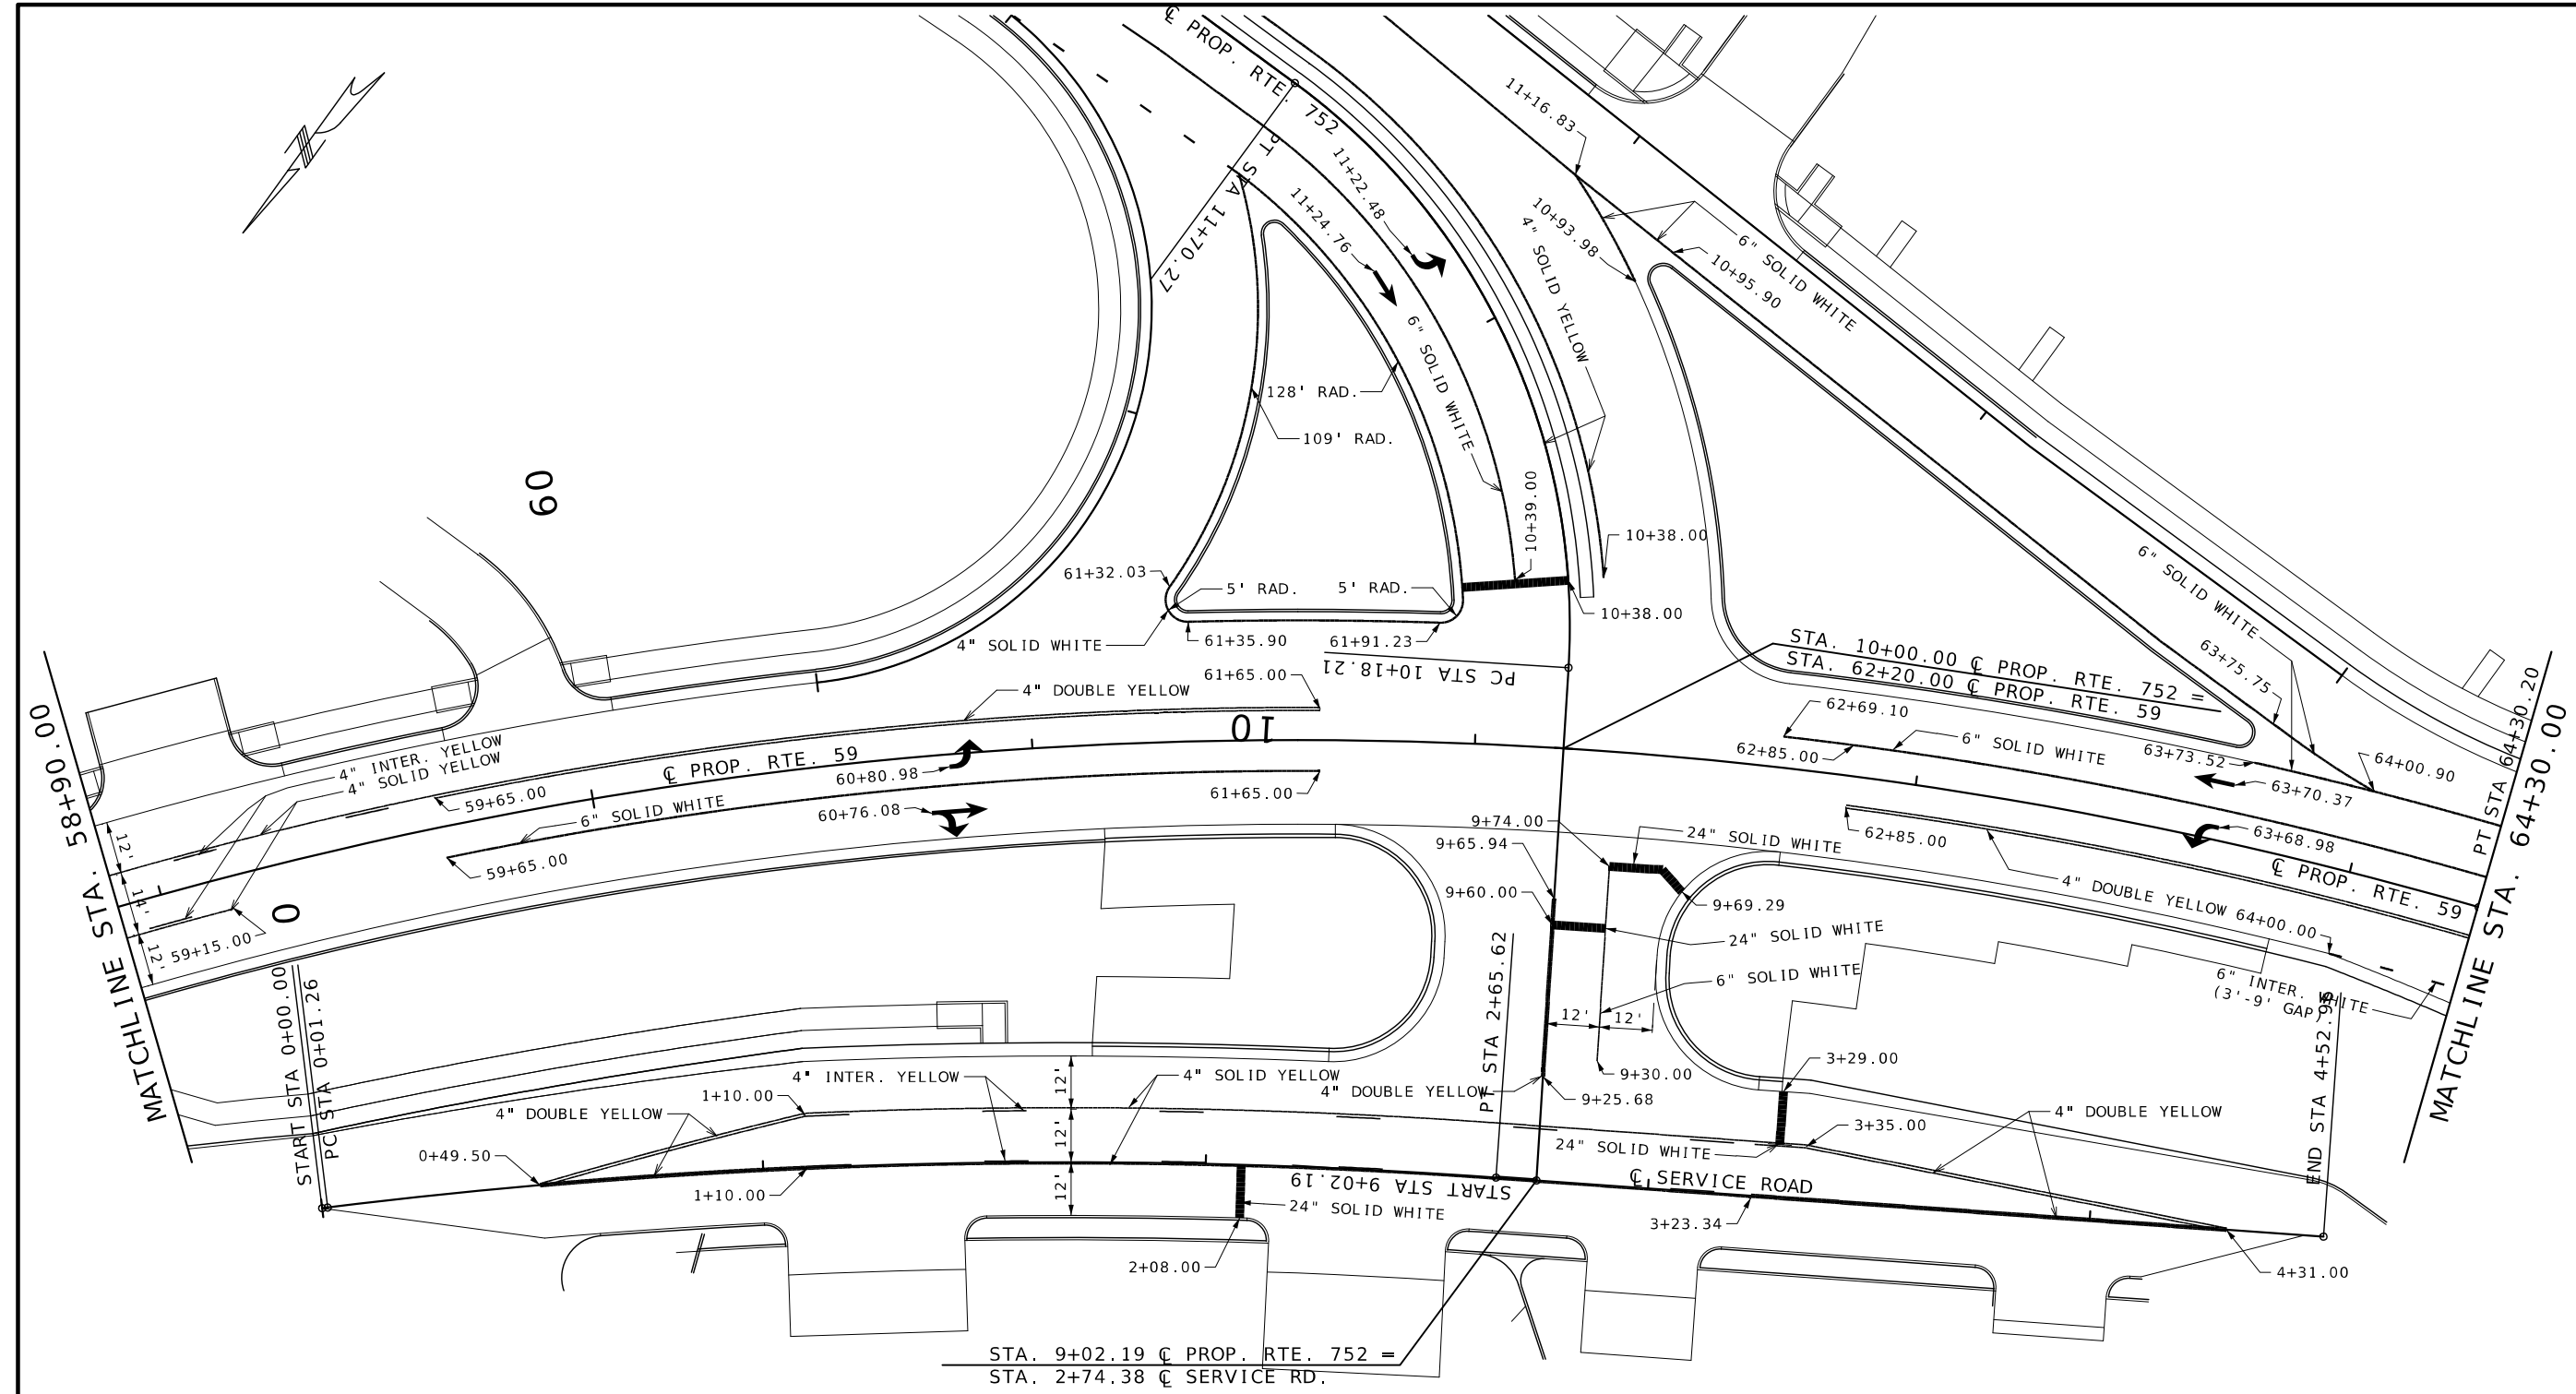 ℄ PROP. RTE. 752
PT STA 11+70.27
11+16.83
11+22.48
11+24.76
10+93.98
4" SOLID YELLOW
6" SOLID WHITE
10+95.90
6" SOLID WHITE
128' RAD.
109' RAD.
60
10+39.00
10+38.00
10+38.00
61+32.03
5' RAD.
5' RAD.
4" SOLID WHITE
61+35.90
61+91.23
PC STA 10+18.21
6" SOLID WHITE
63+75.75
STA. 10+00.00 ℄ PROP. RTE. 752 =
STA. 62+20.00 ℄ PROP. RTE. 59
61+65.00
4" DOUBLE YELLOW
10
62+69.10
62+85.00
6" SOLID WHITE
63+73.52
64+00.90
63+70.37
63+68.98
PT STA 64+30.20
MATCHLINE STA. 64+30.00
MATCHLINE STA. 58+90.00
4" INTER. YELLOW
4" SOLID YELLOW
℄ PROP. RTE. 59
60+80.98
59+65.00
6" SOLID WHITE
60+76.08
61+65.00
59+65.00
12'
14'
12'
59+15.00
0
9+74.00
24" SOLID WHITE
9+65.94
62+85.00
℄ PROP. RTE. 59
4" DOUBLE YELLOW
64+00.00
9+60.00
9+69.29
24" SOLID WHITE
6" SOLID WHITE
6" INTER. WHITE
(3'-9' GAP)
START STA 0+00.00
PC STA 0+01.26
PT STA 2+65.62
12'
12'
9+30.00
3+29.00
END STA 4+52.95
4" INTER. YELLOW
4" SOLID YELLOW
12'
12'
12'
4" DOUBLE YELLOW
9+25.68
1+10.00
4" DOUBLE YELLOW
4" DOUBLE YELLOW
3+35.00
24" SOLID WHITE
0+49.50
1+10.00
START STA 9+02.19
℄ SERVICE ROAD
24" SOLID WHITE
3+23.34
2+08.00
4+31.00
STA. 9+02.19 ℄ PROP. RTE. 752 =
STA. 2+74.38 ℄ SERVICE RD.